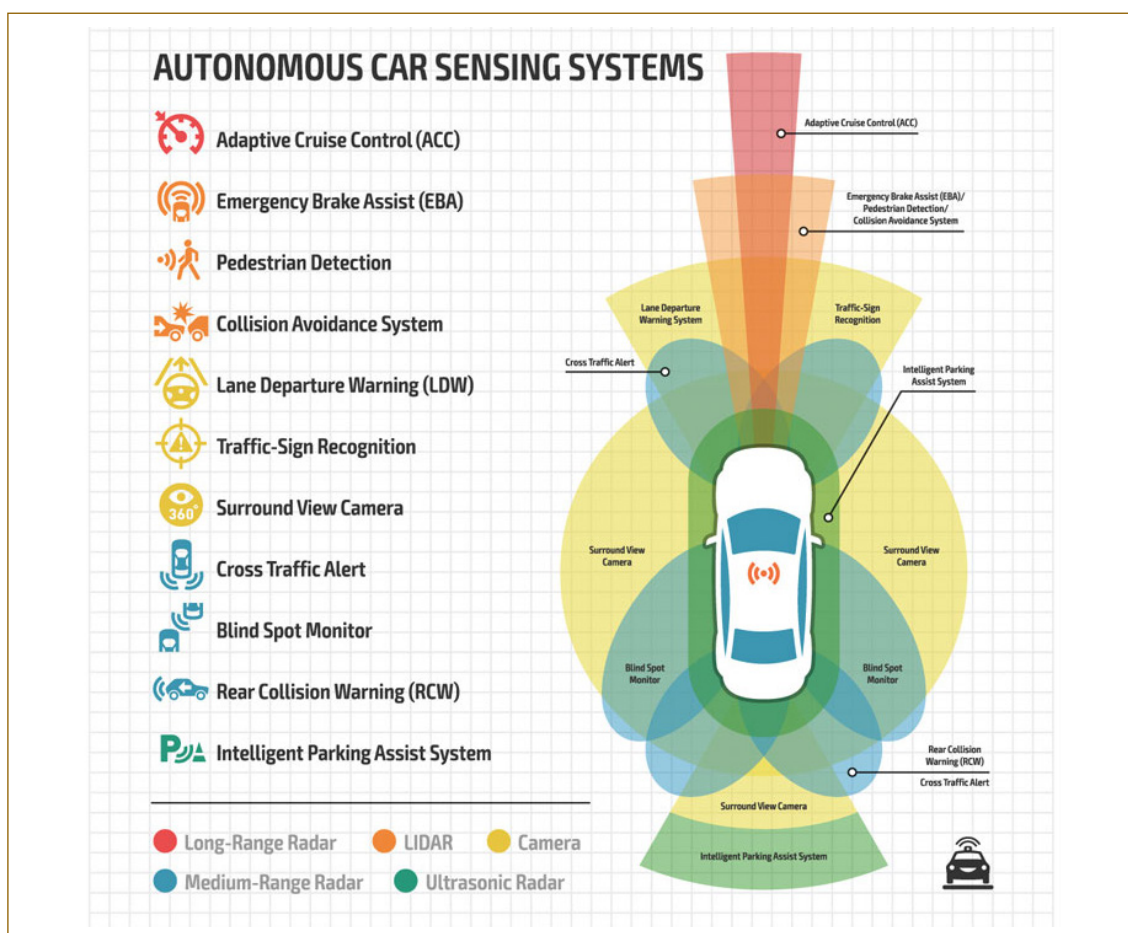 AUTONOMOUS CAR SENSING SYSTEMS
Adaptive Cruise Control (ACC)
Emergency Brake Assist (EBA)
Pedestrian Detection
Collision Avoidance System
Lane Departure Warning (LDW)
Traffic-Sign Recognition
360°
Surround View Camera
Cross Traffic Alert
Blind Spot Monitor
Rear Collision Warning (RCW)
P
Intelligent Parking Assist System
Long-Range Radar
LIDAR
Camera
Medium-Range Radar
Ultrasonic Radar
Adaptive Cruise Control (ACC)
Emergency Brake Assist (EBA)/
Pedestrian Detection/
Collision Avoidance System
Lane Departure
Warning System
Traffic-Sign
Recognition
Cross Traffic Alert
Intelligent Parking
Assist System
Surround View
Camera
Surround View
Camera
Blind Spot
Monitor
Blind Spot
Monitor
Rear Collision
Warning (RCW)
Cross Traffic Alert
Surround View Camera
Intelligent Parking Assist System